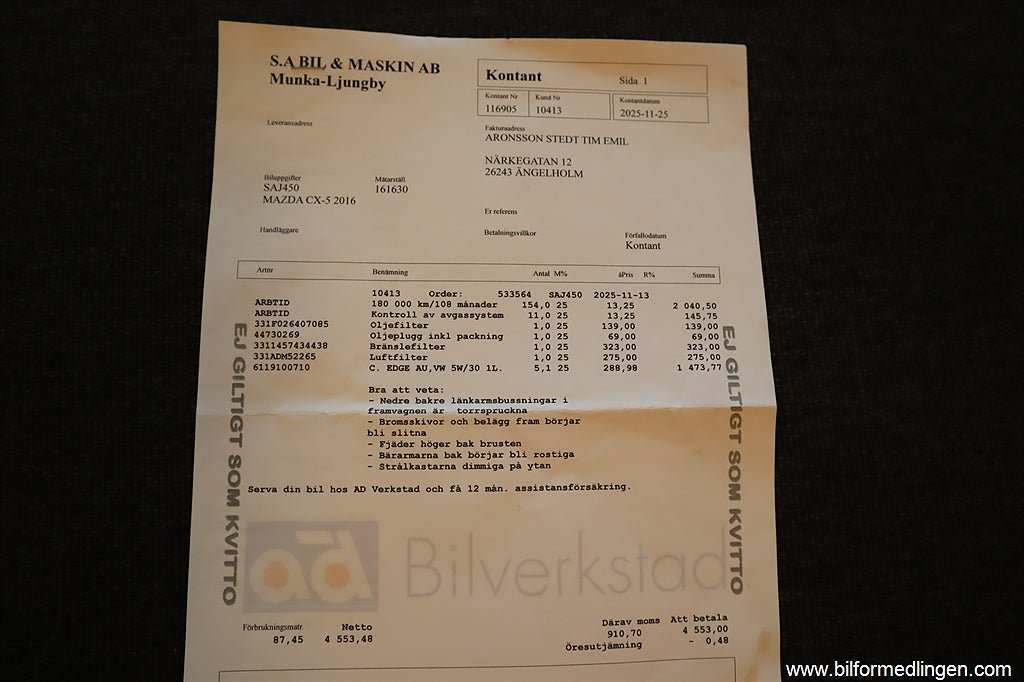 S.A BIL & MASKIN AB
Munka-Ljungby
Kontant Sida 1
Kontant Nr Kund Nr Kontantdatum
116905 10413 2025-11-25
Leveransadress
Fakturaadress
ARONSSON STEDT TIM EMIL
NÄRKEGATAN 12
26243 ÄNGELHOLM
Biluppgifter Mätarställ.
SAJ450 161630
MAZDA CX-5 2016
Er referens
Handläggare
Betalningsvillkor Förfallodatum
Kontant
Artnr Benämning Antal M% àPris R% Summa
10413 Order: 533564 SAJ450 2025-11-13
ARBTID 180 000 km/108 månader 154,0 25 13,25 2 040,50
ARBTID Kontroll av avgassystem 11,0 25 13,25 145,75
331F026407085 Oljefilter 1,0 25 139,00 139,00
44730269 Oljeplugg inkl packning 1,0 25 69,00 69,00
3311457434438 Bränslefilter 1,0 25 323,00 323,00
331ADM52265 Luftfilter 1,0 25 275,00 275,00
6119100710 C. EDGE AU,VW 5W/30 1L. 5,1 25 288,98 1 473,77
Bra att veta:
- Nedre bakre länkarmsbussningar i
framvagnen är torrspruckna
- Bromsskivor och belägg fram börjar
bli slitna
- Fjäder höger bak brusten
- Bärarmarna bak börjar bli rostiga
- Strålkastarna dimmiga på ytan
Serva din bil hos AD Verkstad och få 12 mån. assistansförsäkring.
EJ GILTIGT SOM KVITTO
EJ GILTIGT SOM KVITTO
ad Bilverkstad
Förbrukningsmatr. Netto Därav moms Att betala
87,45 4 553,48 910,70 4 553,00
Öresutjämning - 0,48
www.bilformedlingen.com